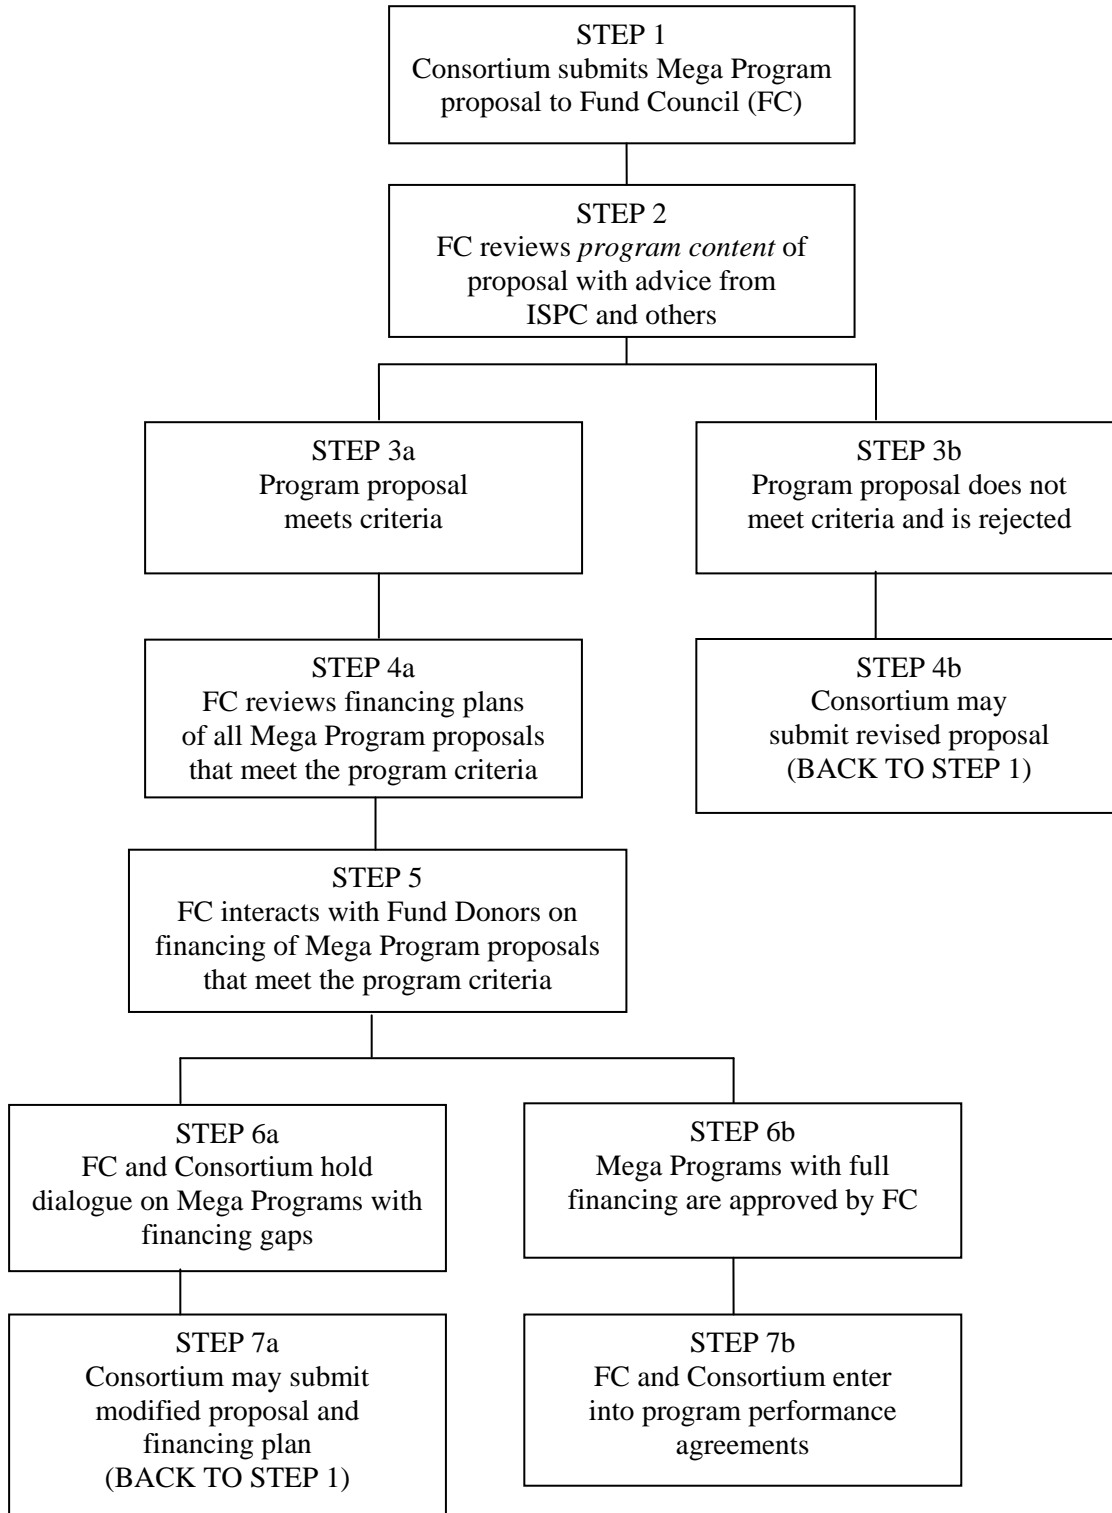 STEP 1
Consortium submits Mega Program
proposal to Fund Council (FC)
STEP 2
FC reviews program content of
proposal with advice from
ISPC and others
STEP 3a
Program proposal
meets criteria
STEP 3b
Program proposal does not
meet criteria and is rejected
STEP 4a
FC reviews financing plans
of all Mega Program proposals
that meet the program criteria
STEP 4b
Consortium may
submit revised proposal
(BACK TO STEP 1)
STEP 5
FC interacts with Fund Donors on
financing of Mega Program proposals
that meet the program criteria
STEP 6a
FC and Consortium hold
dialogue on Mega Programs with
financing gaps
STEP 6b
Mega Programs with full
financing are approved by FC
STEP 7a
Consortium may submit
modified proposal and
financing plan
(BACK TO STEP 1)
STEP 7b
FC and Consortium enter
into program performance
agreements